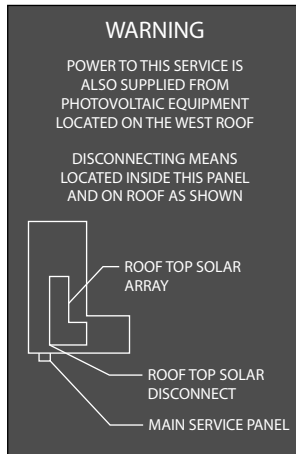 WARNING
POWER TO THIS SERVICE IS
ALSO SUPPLIED FROM
PHOTOVOLTAIC EQUIPMENT
LOCATED ON THE WEST ROOF
DISCONNECTING MEANS
LOCATED INSIDE THIS PANEL
AND ON ROOF AS SHOWN
ROOF TOP SOLAR
ARRAY
ROOF TOP SOLAR
DISCONNECT
MAIN SERVICE PANEL